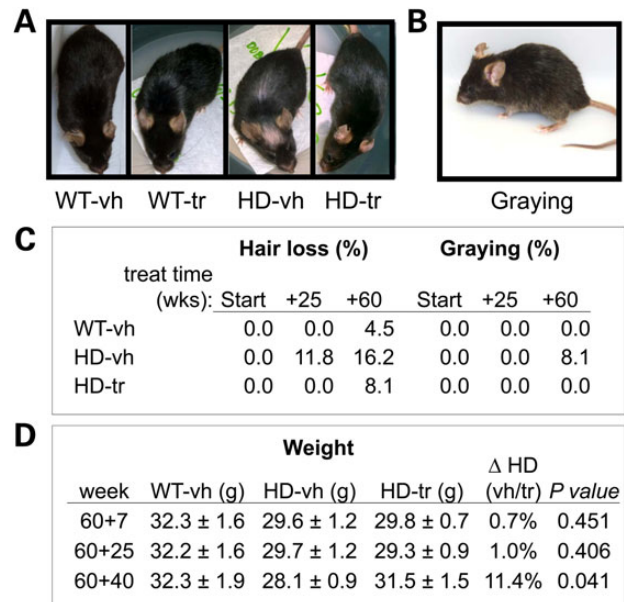 A
B
WT-vh WT-tr HD-vh HD-tr
Graying
C
Hair loss (%) Graying (%)
treat time
(wks): Start +25 +60 Start +25 +60
WT-vh 0.0 0.0 4.5 0.0 0.0 0.0
HD-vh 0.0 11.8 16.2 0.0 0.0 8.1
HD-tr 0.0 0.0 8.1 0.0 0.0 0.0
D
Weight
Δ HD
week WT-vh (g) HD-vh (g) HD-tr (g) (vh/tr) P value
60+7 32.3 ± 1.6 29.6 ± 1.2 29.8 ± 0.7 0.7% 0.451
60+25 32.2 ± 1.6 29.7 ± 1.2 29.3 ± 0.9 1.0% 0.406
60+40 32.3 ± 1.9 28.1 ± 0.9 31.5 ± 1.5 11.4% 0.041